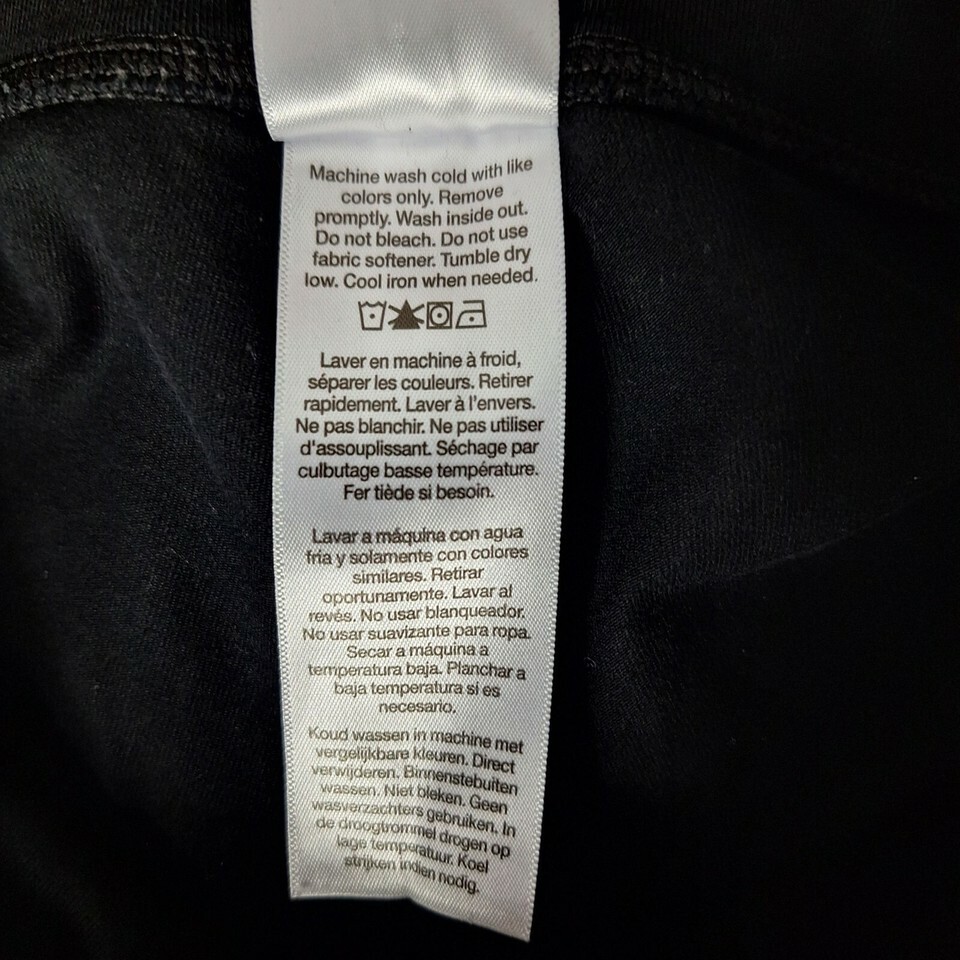 Machine wash cold with like
colors only. Remove
promptly. Wash inside out.
Do not bleach. Do not use
fabric softener. Tumble dry
low. Cool iron when needed.
Laver en machine à froid,
séparer les couleurs. Retirer
rapidement. Laver à l'envers.
Ne pas blanchir. Ne pas utiliser
d'assouplissant. Séchage par
culbutage basse température.
Fer tiède si besoin.
Lavar a máquina con agua
fría y solamente con colores
similares. Retirar
oportunamente. Lavar al
revés. No usar blanqueador.
No usar suavizante para ropa.
Secar a máquina a
temperatura baja. Planchar a
baja temperatura si es
necesario.
Koud wassen in machine met
vergelijkbare kleuren. Direct
verwijderen. Binnenstebuiten
wassen. Niet bleken. Geen
wasverzachters gebruiken. In
de droogtrommel drogen op
lage temperatuur. Koel
strijken indien nodig.